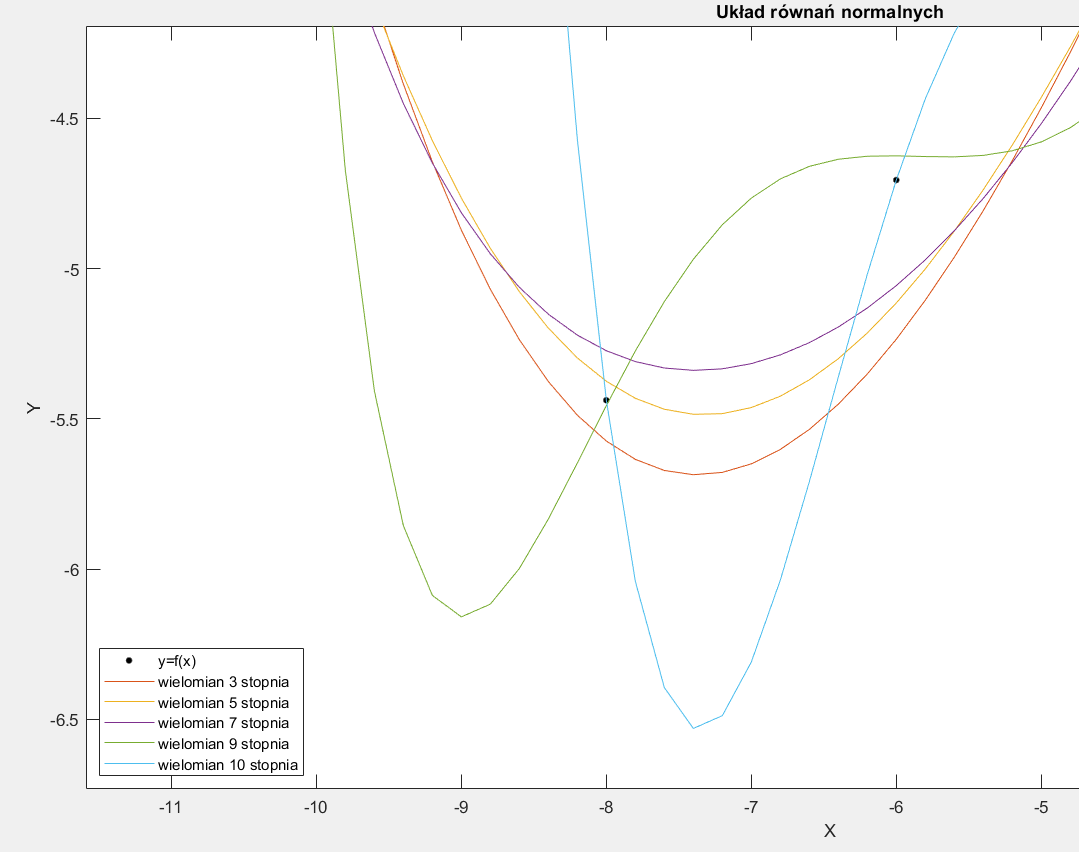 Układ równań normalnych
-4.5
-5
-5.5
-6
-6.5
Y
y=f(x)
wielomian 3 stopnia
wielomian 5 stopnia
wielomian 7 stopnia
wielomian 9 stopnia
wielomian 10 stopnia
-11 -10 -9 -8 -7 -6 -5
X